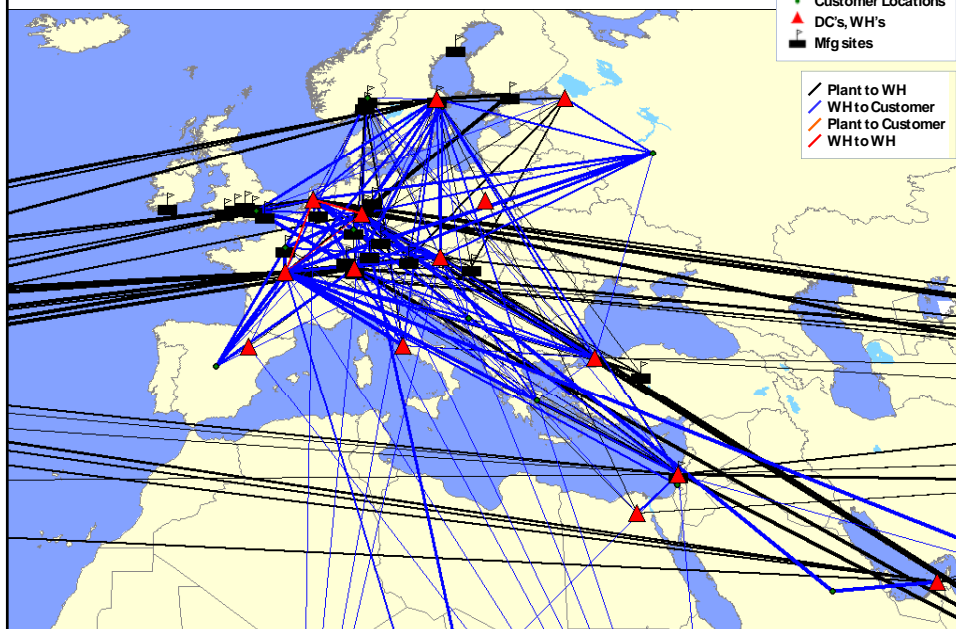 Customer Locations
DC's, WH's
Mfg sites
Plant to WH
WH to Customer
Plant to Customer
WH to WH